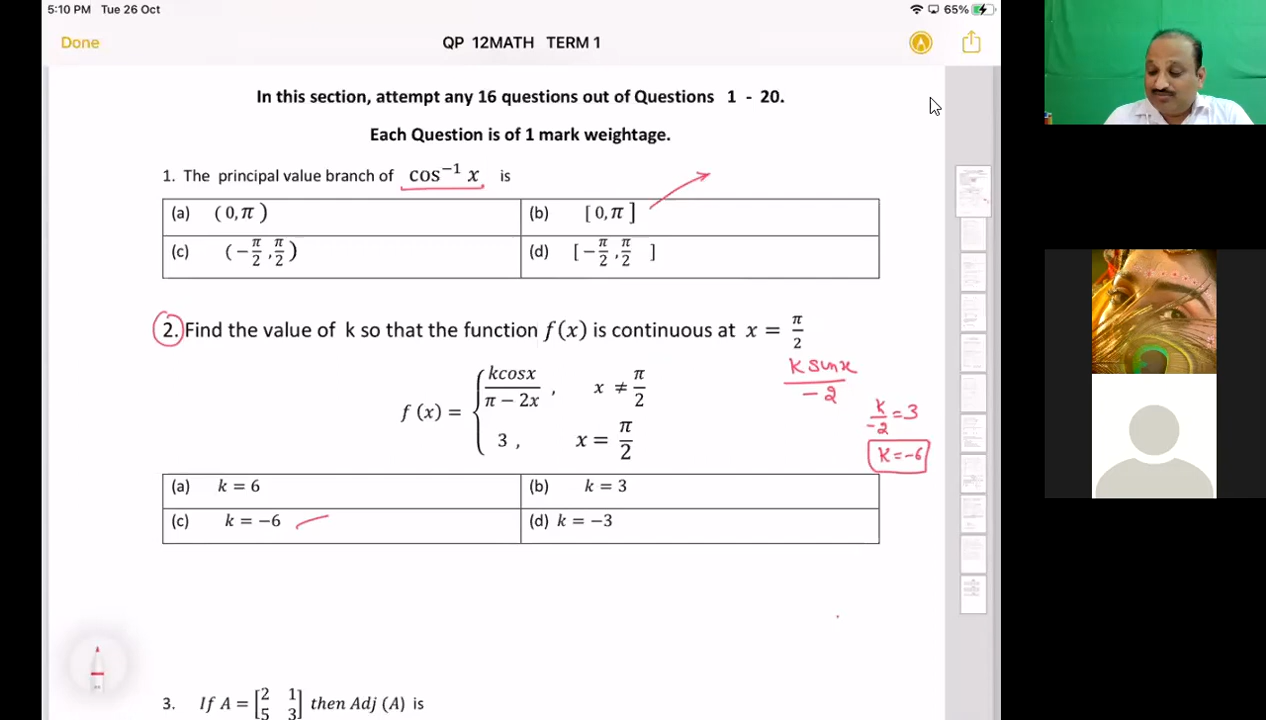 5:10 PM Tue 26 Oct
65%
Done
QP 12MATH TERM 1
In this section, attempt any 16 questions out of Questions 1 - 20.
Each Question is of 1 mark weightage.
1. The principal value branch of cos⁻¹ x is
(a) ( 0, π )
(b) [ 0, π ]
(c) (−π/2 , π/2)
(d) [−π/2 , π/2 ]
2. Find the value of k so that the function f(x) is continuous at x = π/2
f(x) = { kcosx/(π − 2x) , x ≠ π/2
3 , x = π/2
k sinx / −2
k/−2 = 3
k = −6
(a) k = 6
(b) k = 3
(c) k = −6
(d) k = −3
3. If A = [2 1
5 3] then Adj (A) is